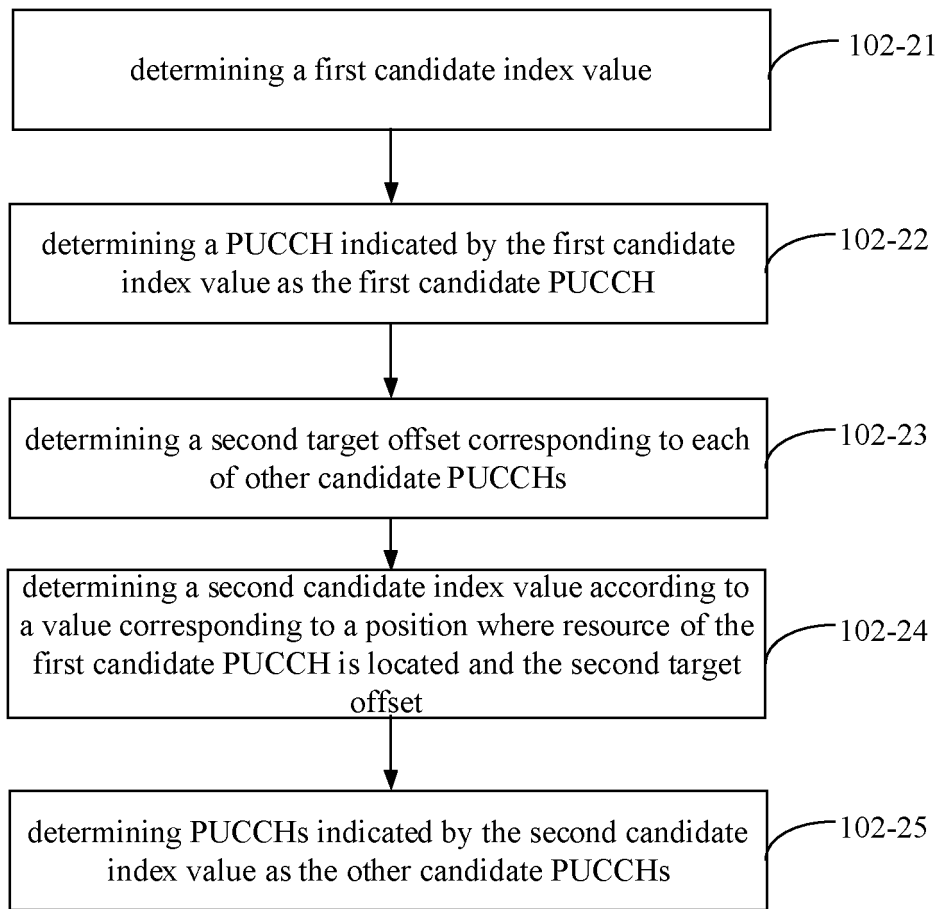 determining a first candidate index value
102-21
determining a PUCCH indicated by the first candidate
index value as the first candidate PUCCH
102-22
determining a second target offset corresponding to each
of other candidate PUCCHs
102-23
determining a second candidate index value according to
a value corresponding to a position where resource of the
first candidate PUCCH is located and the second target
offset
102-24
determining PUCCHs indicated by the second candidate
index value as the other candidate PUCCHs
102-25